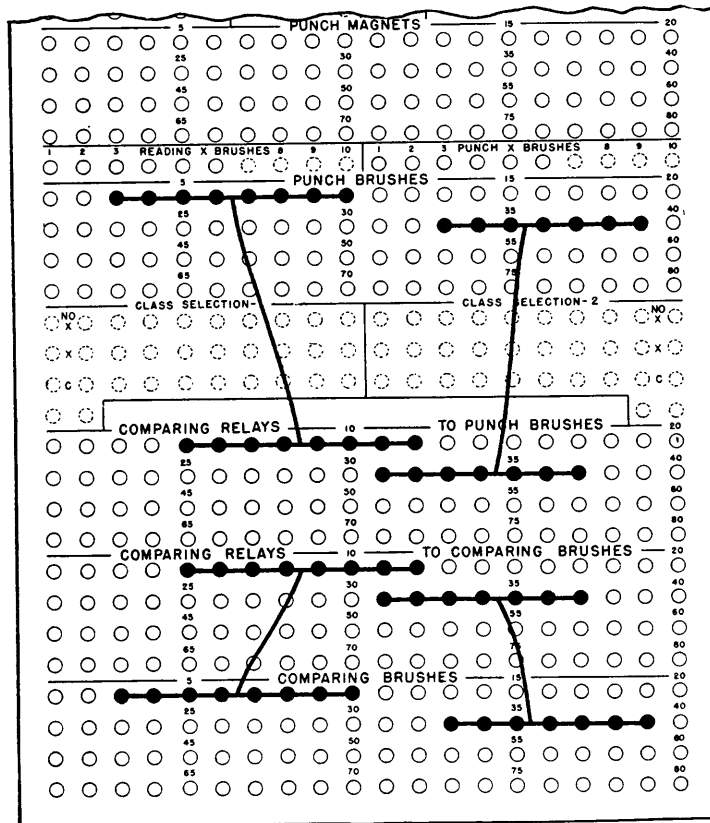 5 PUNCH MAGNETS 15 20
25 30 35 40
45 50 55 60
65 70 75 80
1 2 3 READING X BRUSHES 8 9 10 1 2 3 PUNCH X BRUSHES 8 9 10
5 PUNCH BRUSHES 15 20
25 30 35 40
45 55 60
65 70 75 80
CLASS SELECTION- CLASS SELECTION-2
NO X NO X
X X
C C
COMPARING RELAYS 10 TO PUNCH BRUSHES 20
25 30 35 40
45 50 55 60
65 70 75 80
COMPARING RELAYS 10 TO COMPARING BRUSHES 20
25 30 35 40
45 50 55 60
65 70 75 80
5 COMPARING BRUSHES 15 20
25 30 35 40
45 50 55 60
65 70 75 80